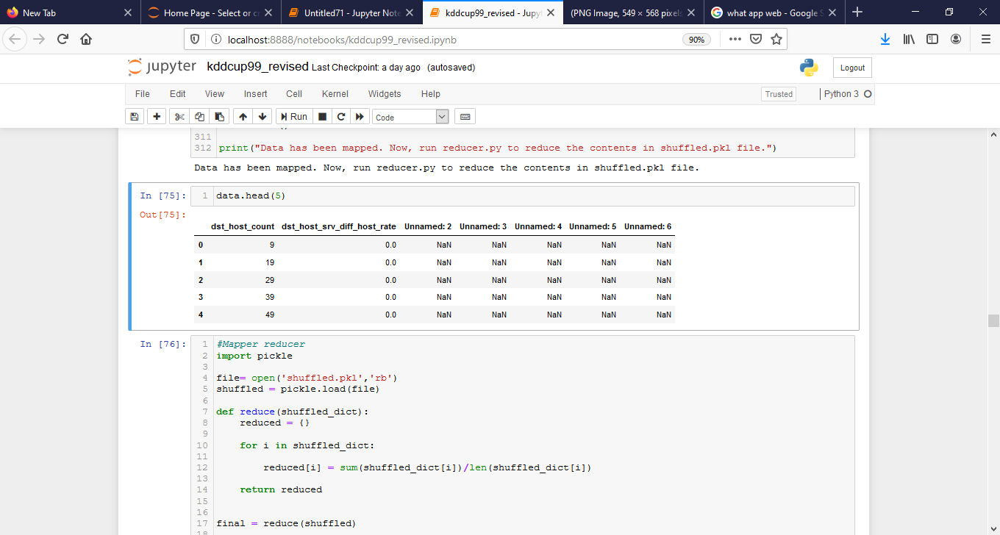 New Tab
Home Page - Select or cr
Untitled71 - Jupyter Note
kddcup99_revised - Jupy
(PNG Image, 549 × 568 pixels
what app web - Google S
localhost:8888/notebooks/kddcup99_revised.ipynb
90%
jupyter kddcup99_revised Last Checkpoint: a day ago (autosaved)
Logout
File Edit View Insert Cell Kernel Widgets Help
Trusted
Python 3
Run
Code
311
312 print("Data has been mapped. Now, run reducer.py to reduce the contents in shuffled.pkl file.")
Data has been mapped. Now, run reducer.py to reduce the contents in shuffled.pkl file.
In [75]: 1 data.head(5)
Out[75]:
dst_host_count dst_host_srv_diff_host_rate Unnamed: 2 Unnamed: 3 Unnamed: 4 Unnamed: 5 Unnamed: 6
0 9 0.0 NaN NaN NaN NaN NaN
1 19 0.0 NaN NaN NaN NaN NaN
2 29 0.0 NaN NaN NaN NaN NaN
3 39 0.0 NaN NaN NaN NaN NaN
4 49 0.0 NaN NaN NaN NaN NaN
In [76]: 1 #Mapper reducer
2 import pickle
3
4 file= open('shuffled.pkl','rb')
5 shuffled = pickle.load(file)
6
7 def reduce(shuffled_dict):
8 reduced = {}
9
10 for i in shuffled_dict:
11
12 reduced[i] = sum(shuffled_dict[i])/len(shuffled_dict[i])
13
14 return reduced
15
16
17 final = reduce(shuffled)
18